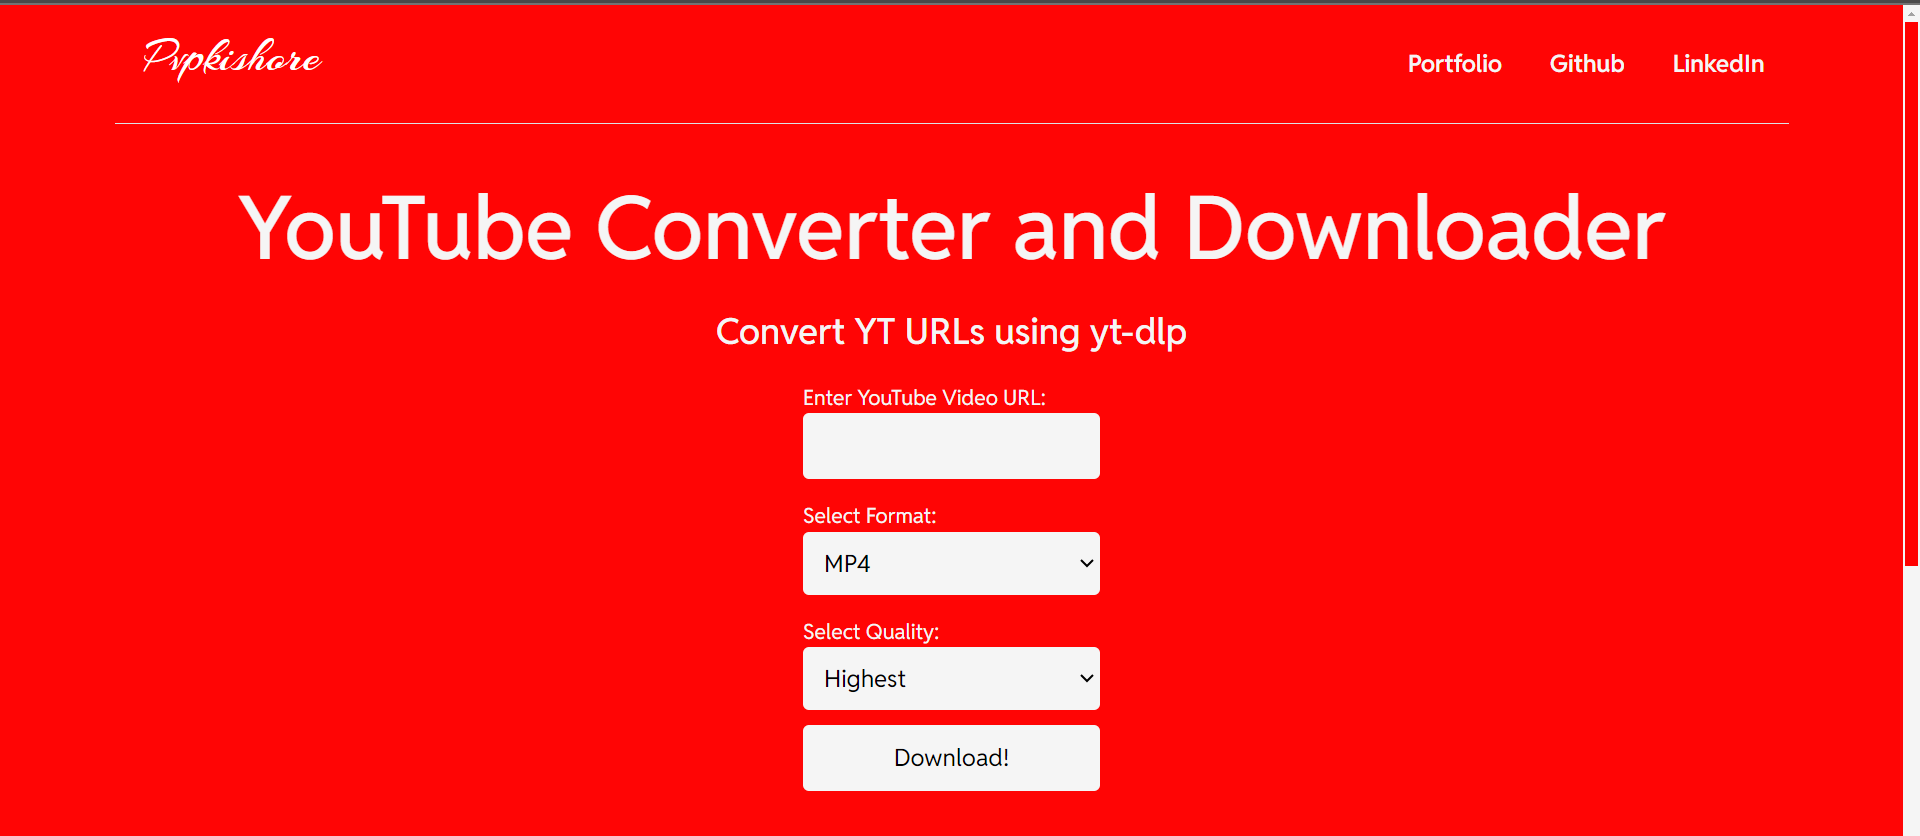 Pvpkishore
Portfolio Github LinkedIn
YouTube Converter and Downloader
Convert YT URLs using yt-dlp
Enter YouTube Video URL:
Select Format:
MP4
Select Quality:
Highest
Download!